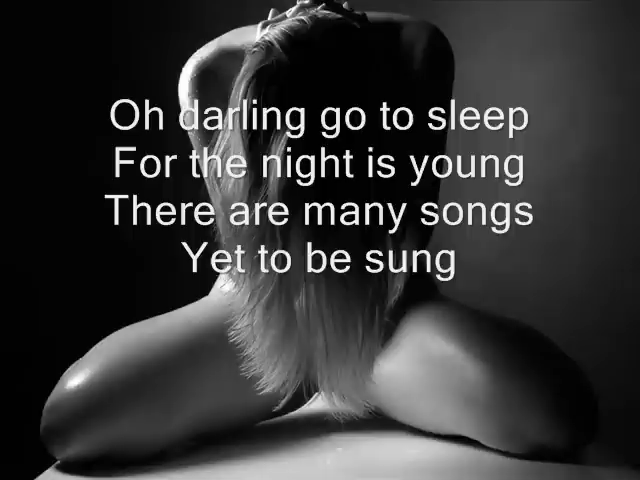 Oh darling go to sleep
For the night is young
There are many songs
Yet to be sung